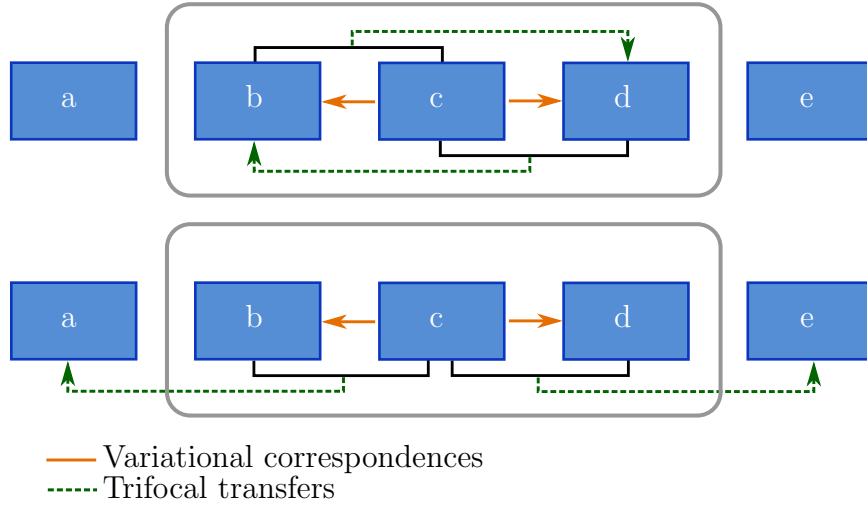 a b c d e
a b c d e
Variational correspondences
Trifocal transfers